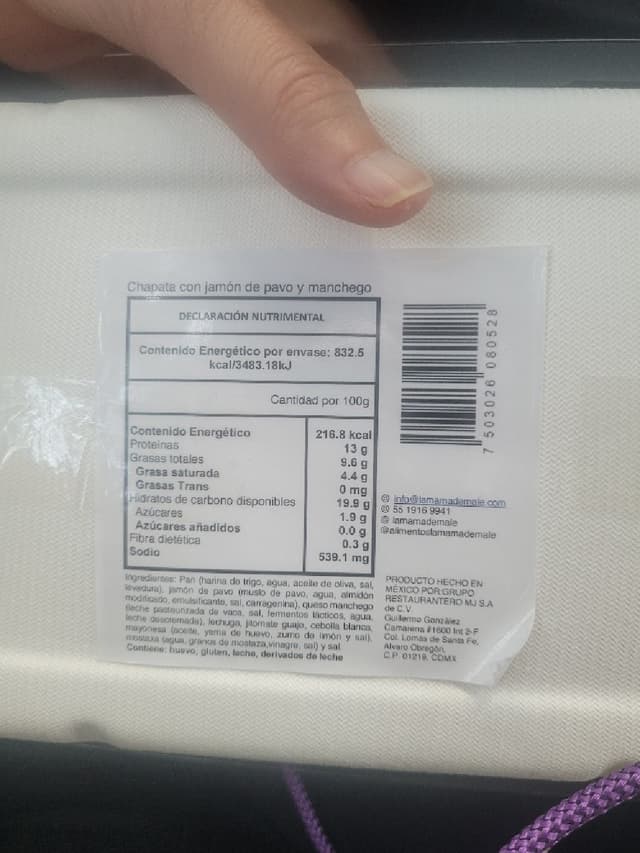 Chapata con jamón de pavo y manchego
DECLARACIÓN NUTRIMENTAL
Contenido Energético por envase: 832.5
kcal/3483.18kJ
Cantidad por 100g
Contenido Energético 216.8 kcal
Proteinas 13 g
Grasas totales 9.6 g
Grasa saturada 4.4 g
Grasas Trans 0 mg
Hidratos de carbono disponibles 19.9 g
Azúcares 1.9 g
Azúcares añadidos 0.0 g
Fibra dietética 0.3 g
Sodio 539.1 mg
Ingredientes: Pan (harina de trigo, agua, aceite de oliva, sal,
levadura), jamón de pavo (muslo de pavo, agua, almidón
modificado, emulsificante, sal, carragenina), queso manchego
(leche pasteurizada de vaca, sal, fermentos lácticos, agua,
leche descremada), lechuga, jitomate guaje, cebolla blanca,
mayonesa (aceite, yema de huevo, zumo de limón y sal),
mostaza (agua, granos de mostaza,vinagre, sal) y sal
Contiene: huevo, gluten, leche, derivados de leche
7 503026 080528
info@lamamademale.com
55 1916 9941
lamamademale
@alimentoslamamademale
PRODUCTO HECHO EN
MÉXICO POR:GRUPO
RESTAURANTERO MJ S.A
de C.V.
Guillermo González
Camarena #1600 Int 2-F
Col. Lomas de Santa Fe,
Alvaro Obregón,
C.P. 01219, CDMX